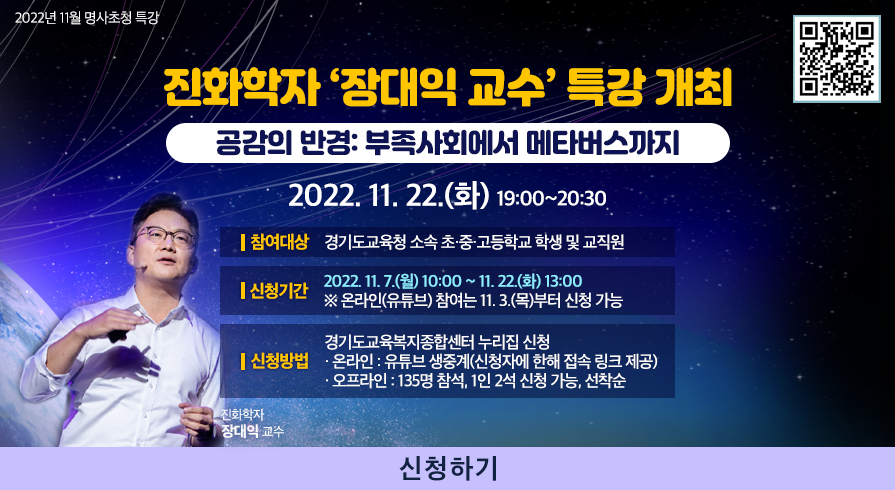 2022년 11월 명사초청 특강
진화학자 ‘장대익 교수’ 특강 개최
공감의 반경: 부족사회에서 메타버스까지
2022. 11. 22.(화) 19:00~20:30
참여대상 경기도교육청 소속 초·중·고등학교 학생 및 교직원
신청기간 2022. 11. 7.(월) 10:00 ~ 11. 22.(화) 13:00
※ 온라인(유튜브) 참여는 11. 3.(목)부터 신청 가능
신청방법 경기도교육복지종합센터 누리집 신청
· 온라인 : 유튜브 생중계(신청자에 한해 접속 링크 제공)
· 오프라인 : 135명 참석, 1인 2석 신청 가능, 선착순
진화학자
장대익 교수
신청하기